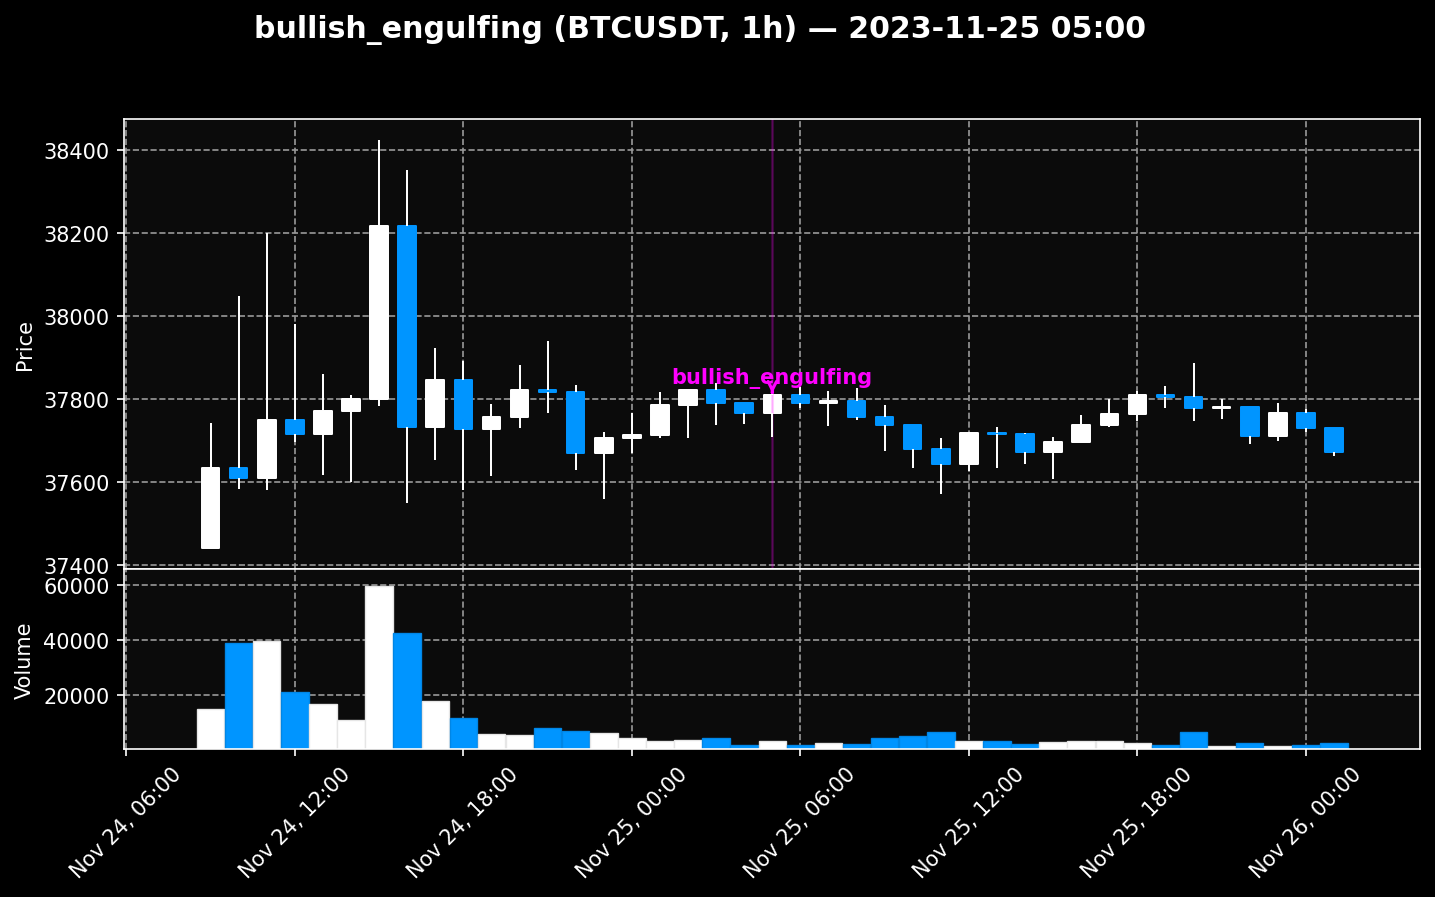 bullish_engulfing (BTCUSDT, 1h) — 2023-11-25 05:00
Price
38400
38200
38000
37800
37600
37400
bullish_engulfing
Volume
60000
40000
20000
Nov 24, 06:00
Nov 24, 12:00
Nov 24, 18:00
Nov 25, 00:00
Nov 25, 06:00
Nov 25, 12:00
Nov 25, 18:00
Nov 26, 00:00